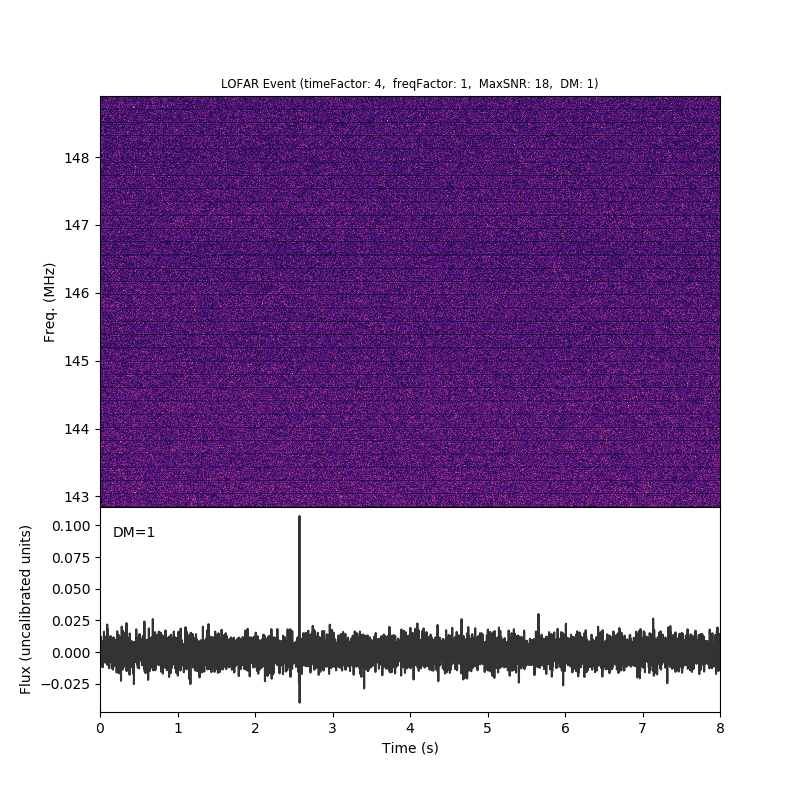 LOFAR Event (timeFactor: 4, freqFactor: 1, MaxSNR: 18, DM: 1)
148
147
146
145
144
143
Freq. (MHz)
DM=1
0.100
0.075
0.050
0.025
0.000
−0.025
Flux (uncalibrated units)
0 1 2 3 4 5 6 7 8
Time (s)